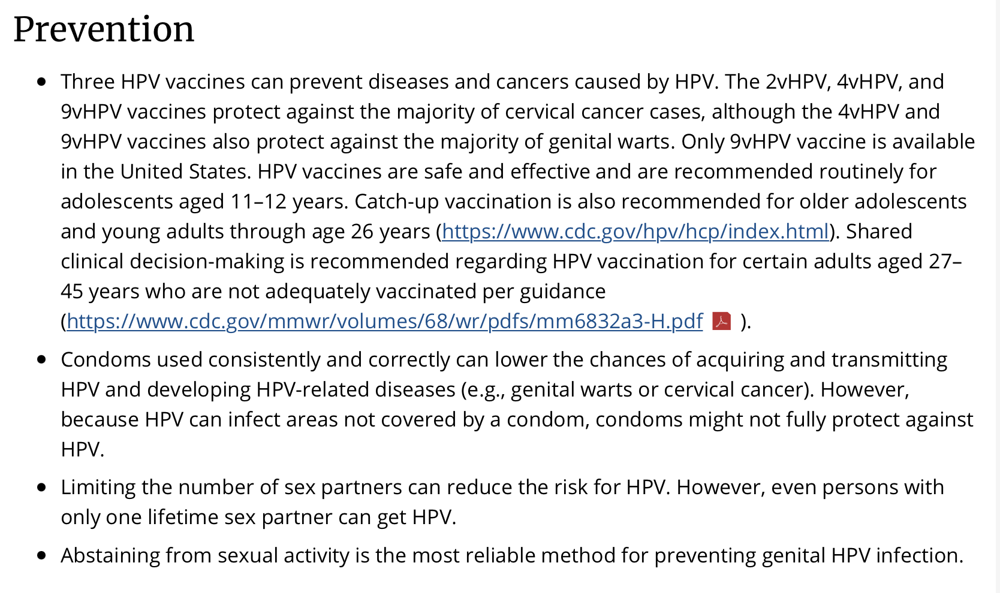 Prevention
• Three HPV vaccines can prevent diseases and cancers caused by HPV. The 2vHPV, 4vHPV, and
9vHPV vaccines protect against the majority of cervical cancer cases, although the 4vHPV and
9vHPV vaccines also protect against the majority of genital warts. Only 9vHPV vaccine is available
in the United States. HPV vaccines are safe and effective and are recommended routinely for
adolescents aged 11–12 years. Catch-up vaccination is also recommended for older adolescents
and young adults through age 26 years (https://www.cdc.gov/hpv/hcp/index.html). Shared
clinical decision-making is recommended regarding HPV vaccination for certain adults aged 27–
45 years who are not adequately vaccinated per guidance
(https://www.cdc.gov/mmwr/volumes/68/wr/pdfs/mm6832a3-H.pdf ).
• Condoms used consistently and correctly can lower the chances of acquiring and transmitting
HPV and developing HPV-related diseases (e.g., genital warts or cervical cancer). However,
because HPV can infect areas not covered by a condom, condoms might not fully protect against
HPV.
• Limiting the number of sex partners can reduce the risk for HPV. However, even persons with
only one lifetime sex partner can get HPV.
• Abstaining from sexual activity is the most reliable method for preventing genital HPV infection.